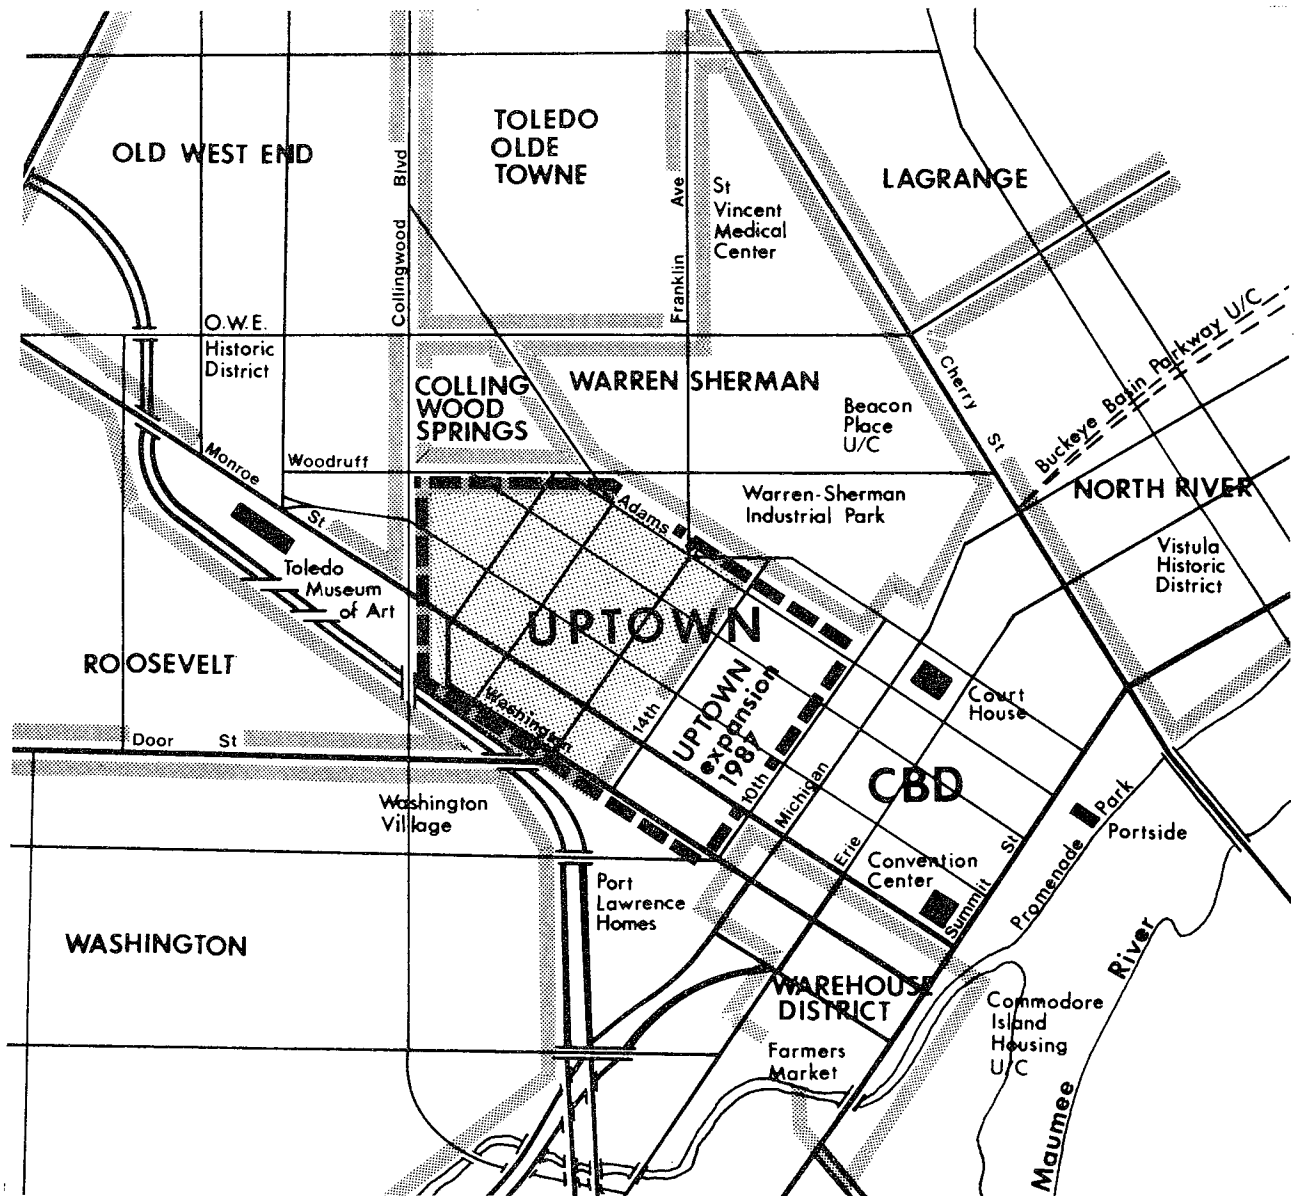 OLD WEST END
TOLEDO
OLDE
TOWNE
LAGRANGE
Collingwood Blvd
Franklin Ave
St
Vincent
Medical
Center
O.W.E.
Historic
District
COLLING
WOOD
SPRINGS
WARREN SHERMAN
Beacon
Place
U/C
Cherry St
Buckeye Basin Parkway U/C
Monroe St
Woodruff
Adams
Warren-Sherman
Industrial Park
NORTH RIVER
Vistula
Historic
District
Toledo
Museum
of Art
UPTOWN
ROOSEVELT
Washington
14th
UPTOWN
expansion
1987
10th
Court
House
Door St
Michigan
CBD
Washington
Village
Erie
Convention
Center
Summit St
Promenade Park
Portside
Port
Lawrence
Homes
WASHINGTON
WAREHOUSE
DISTRICT
Farmers
Market
Commodore
Island
Housing
U/C
Maumee River